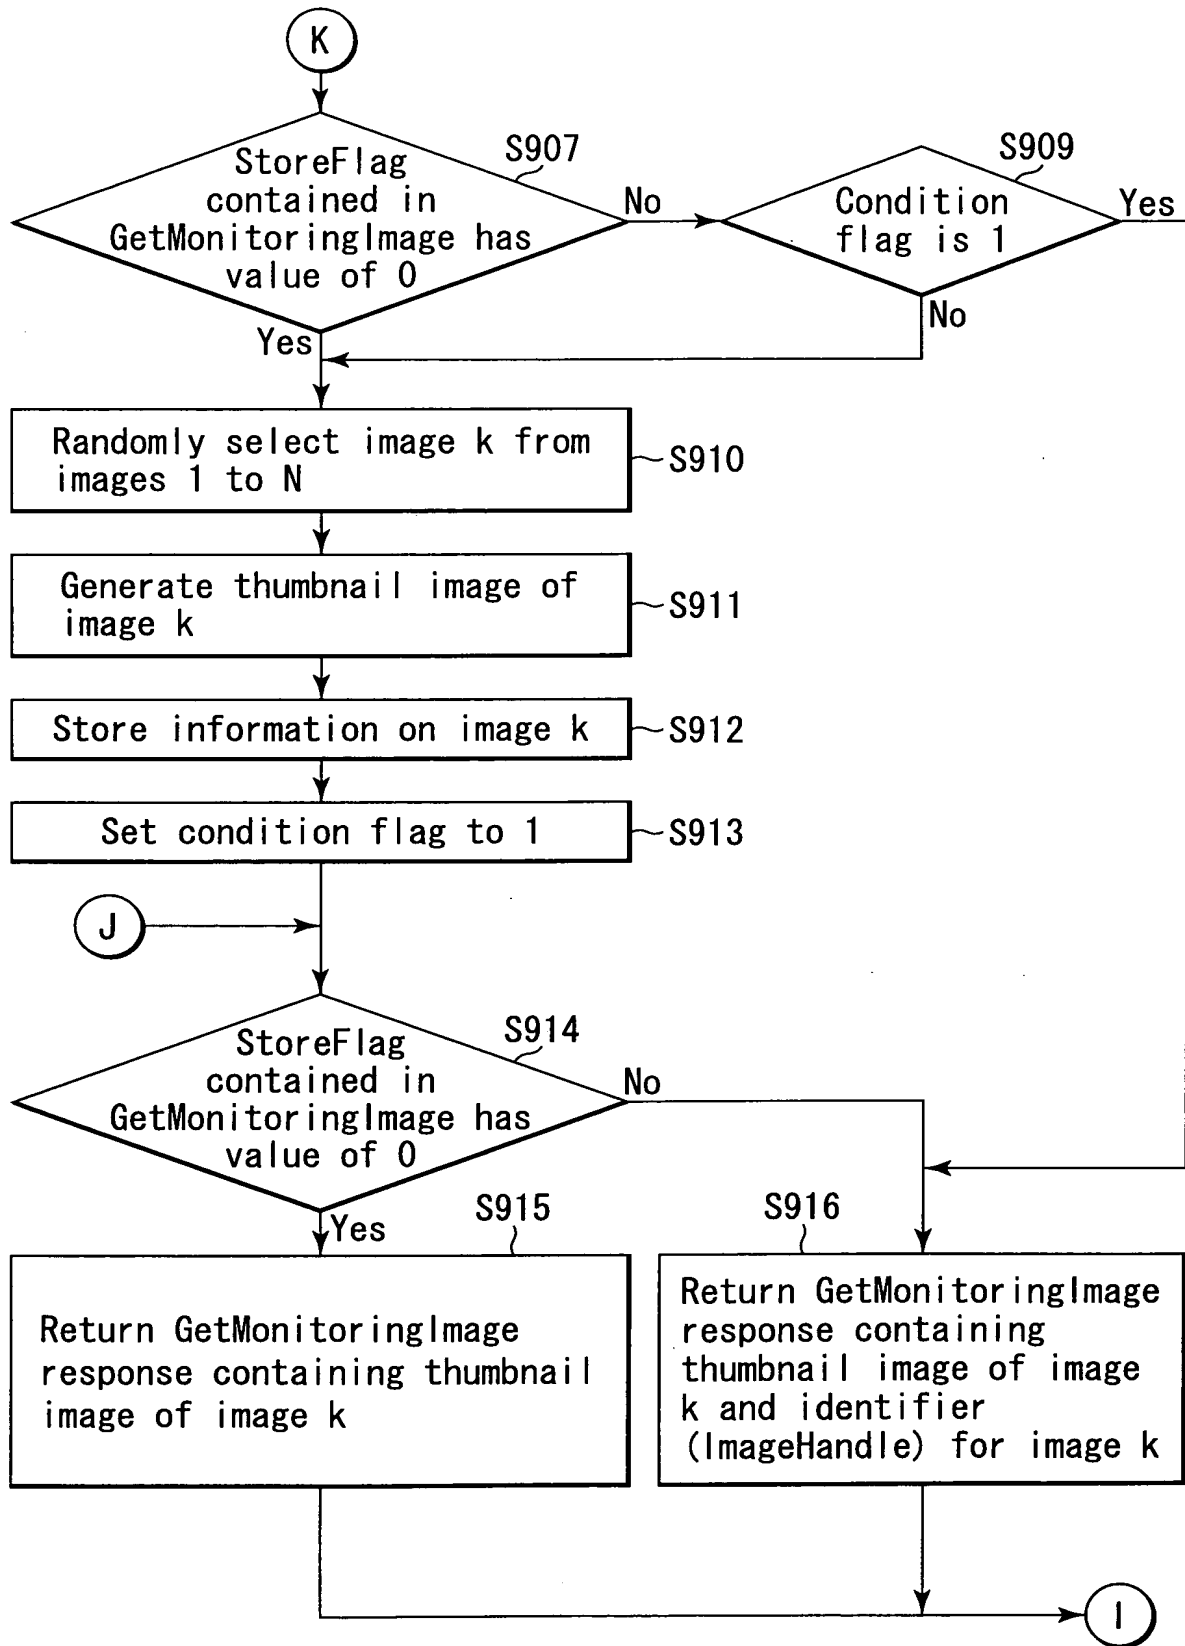 K
StoreFlag
contained in
GetMonitoringImage has
value of 0
S907
No
Yes
Condition
flag is 1
S909
Yes
No
Randomly select image k from
images 1 to N
S910
Generate thumbnail image of
image k
S911
Store information on image k
S912
Set condition flag to 1
S913
J
StoreFlag
contained in
GetMonitoringImage has
value of 0
S914
No
Yes
S915
Return GetMonitoringImage
response containing thumbnail
image of image k
S916
Return GetMonitoringImage
response containing
thumbnail image of image
k and identifier
(ImageHandle) for image k
I